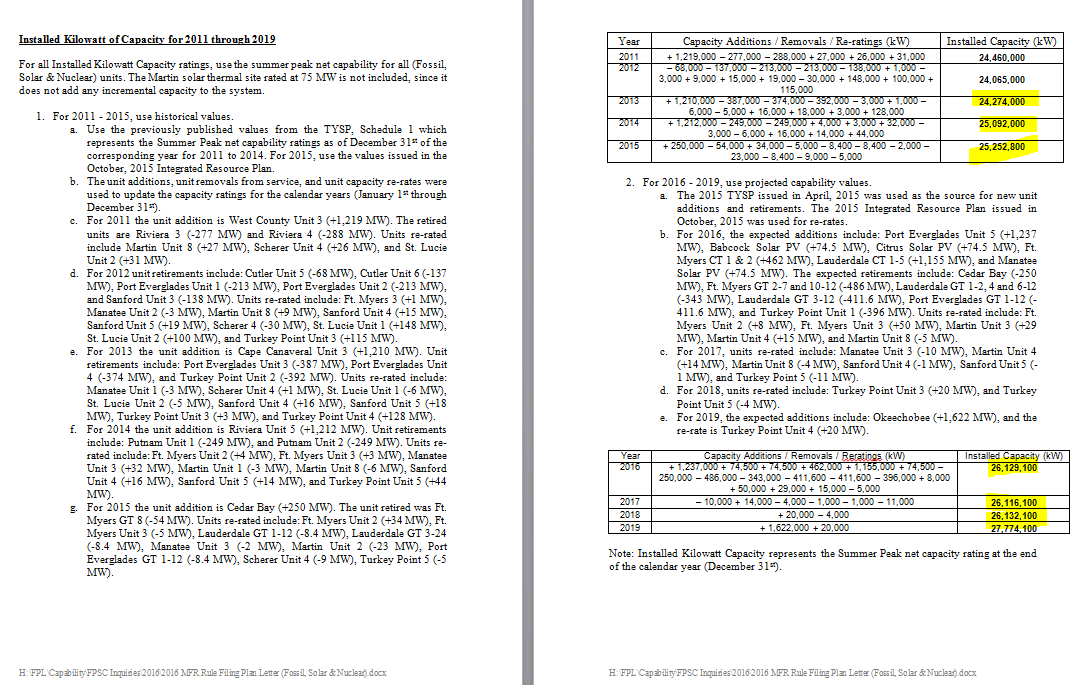 Installed Kilowatt of Capacity for 2011 through 2019
For all Installed Kilowatt Capacity ratings, use the summer peak net capability for all (Fossil,
Solar & Nuclear) units. The Martin solar thermal site rated at 75 MW is not included, since it
does not add any incremental capacity to the system.
1. For 2011 - 2015, use historical values.
a. Use the previously published values from the TYSP, Schedule 1 which
represents the Summer Peak net capability ratings as of December 31st of the
corresponding year for 2011 to 2014. For 2015, use the values issued in the
October, 2015 Integrated Resource Plan.
b. The unit additions, unit removals from service, and unit capacity re-rates were
used to update the capacity ratings for the calendar years (January 1st through
December 31st).
c. For 2011 the unit addition is West County Unit 3 (+1,219 MW). The retired
units are Riviera 3 (-277 MW) and Riviera 4 (-288 MW). Units re-rated
include Martin Unit 8 (+27 MW), Scherer Unit 4 (+26 MW), and St. Lucie
Unit 2 (+31 MW).
d. For 2012 unit retirements include: Cutler Unit 5 (-68 MW), Cutler Unit 6 (-137
MW), Port Everglades Unit 1 (-213 MW), Port Everglades Unit 2 (-213 MW),
and Sanford Unit 3 (-138 MW). Units re-rated include: Ft. Myers 3 (+1 MW),
Manatee Unit 2 (-3 MW), Martin Unit 8 (+9 MW), Sanford Unit 4 (+15 MW),
Sanford Unit 5 (+19 MW), Scherer 4 (-30 MW), St. Lucie Unit 1 (+148 MW),
St. Lucie Unit 2 (+100 MW), and Turkey Point Unit 3 (+115 MW).
e. For 2013 the unit addition is Cape Canaveral Unit 3 (+1,210 MW). Unit
retirements include: Port Everglades Unit 3 (-387 MW), Port Everglades Unit
4 (-374 MW), and Turkey Point Unit 2 (-392 MW). Units re-rated include:
Manatee Unit 1 (-3 MW), Scherer Unit 4 (+1 MW), St. Lucie Unit 1 (-6 MW),
St. Lucie Unit 2 (-5 MW), Sanford Unit 4 (+16 MW), Sanford Unit 5 (+18
MW), Turkey Point Unit 3 (+3 MW), and Turkey Point Unit 4 (+128 MW).
f. For 2014 the unit addition is Riviera Unit 5 (+1,212 MW). Unit retirements
include: Putnam Unit 1 (-249 MW), and Putnam Unit 2 (-249 MW). Units re-
rated include: Ft. Myers Unit 2 (+4 MW), Ft. Myers Unit 3 (+3 MW), Manatee
Unit 3 (+32 MW), Martin Unit 1 (-3 MW), Martin Unit 8 (-6 MW), Sanford
Unit 4 (+16 MW), Sanford Unit 5 (+14 MW), and Turkey Point Unit 5 (+44
MW).
g. For 2015 the unit addition is Cedar Bay (+250 MW). The unit retired was Ft.
Myers GT 8 (-54 MW). Units re-rated include: Ft. Myers Unit 2 (+34 MW), Ft.
Myers Unit 3 (-5 MW), Lauderdale GT 1-12 (-8.4 MW), Lauderdale GT 3-24
(-8.4 MW), Manatee Unit 3 (-2 MW), Martin Unit 2 (-23 MW), Port
Everglades GT 1-12 (-8.4 MW), Scherer Unit 4 (-9 MW), Turkey Point 5 (-5
MW).
H:\FPL\Capability\FPSC Inquiries\2016\2016 MFR Rule Filing Plan Letter (Fossil, Solar & Nuclear).docx
Year Capacity Additions / Removals / Re-ratings (kW) Installed Capacity (kW)
2011 + 1,219,000 – 277,000 – 288,000 + 27,000 + 26,000 + 31,000 24,460,000
2012 – 68,000 – 137,000 – 213,000 – 213,000 – 138,000 + 1,000 –
3,000 + 9,000 + 15,000 + 19,000 – 30,000 + 148,000 + 100,000 + 24,065,000
115,000
2013 + 1,210,000 – 387,000 – 374,000 – 392,000 – 3,000 + 1,000 – 24,274,000
6,000 – 5,000 + 16,000 + 18,000 + 3,000 + 128,000
2014 + 1,212,000 – 249,000 – 249,000 + 4,000 + 3,000 + 32,000 – 25,092,000
3,000 – 6,000 + 16,000 + 14,000 + 44,000
2015 + 250,000 – 54,000 + 34,000 – 5,000 – 8,400 – 8,400 – 2,000 – 25,252,800
23,000 – 8,400 – 9,000 – 5,000
2. For 2016 - 2019, use projected capability values.
a. The 2015 TYSP issued in April, 2015 was used as the source for new unit
additions and retirements. The 2015 Integrated Resource Plan issued in
October, 2015 was used for re-rates.
b. For 2016, the expected additions include: Port Everglades Unit 5 (+1,237
MW), Babcock Solar PV (+74.5 MW), Citrus Solar PV (+74.5 MW), Ft.
Myers CT 1 & 2 (+462 MW), Lauderdale CT 1-5 (+1,155 MW), and Manatee
Solar PV (+74.5 MW). The expected retirements include: Cedar Bay (-250
MW), Ft. Myers GT 2-7 and 10-12 (-486 MW), Lauderdale GT 1-2, 4 and 6-12
(-343 MW), Lauderdale GT 3-12 (-411.6 MW), Port Everglades GT 1-12 (-
411.6 MW), and Turkey Point Unit 1 (-396 MW). Units re-rated include: Ft.
Myers Unit 2 (+8 MW), Ft. Myers Unit 3 (+50 MW), Martin Unit 3 (+29
MW), Martin Unit 4 (+15 MW), and Martin Unit 8 (-5 MW).
c. For 2017, units re-rated include: Manatee Unit 3 (-10 MW), Martin Unit 4
(+14 MW), Martin Unit 8 (-4 MW), Sanford Unit 4 (-1 MW), Sanford Unit 5 (-
1 MW), and Turkey Point 5 (-11 MW).
d. For 2018, units re-rated include: Turkey Point Unit 3 (+20 MW), and Turkey
Point Unit 5 (-4 MW).
e. For 2019, the expected additions include: Okeechobee (+1,622 MW), and the
re-rate is Turkey Point Unit 4 (+20 MW).
Year Capacity Additions / Removals / Reratings (kW) Installed Capacity (kW)
2016 + 1,237,000 + 74,500 + 74,500 + 462,000 + 1,155,000 + 74,500 – 26,129,100
250,000 – 486,000 – 343,000 – 411,600 – 411,600 – 396,000 + 8,000
+ 50,000 + 29,000 + 15,000 – 5,000
2017 – 10,000 + 14,000 – 4,000 – 1,000 – 1,000 – 11,000 26,116,100
2018 + 20,000 – 4,000 26,132,100
2019 + 1,622,000 + 20,000 27,774,100
Note: Installed Kilowatt Capacity represents the Summer Peak net capacity rating at the end
of the calendar year (December 31st).
H:\FPL\Capability\FPSC Inquiries\2016\2016 MFR Rule Filing Plan Letter (Fossil, Solar & Nuclear).docx